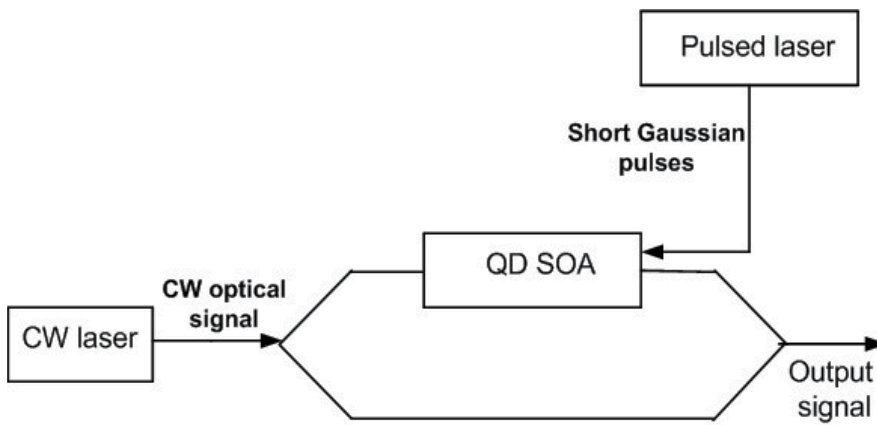 Pulsed laser
Short Gaussian
pulses
QD SOA
CW optical
signal
CW laser
Output
signal